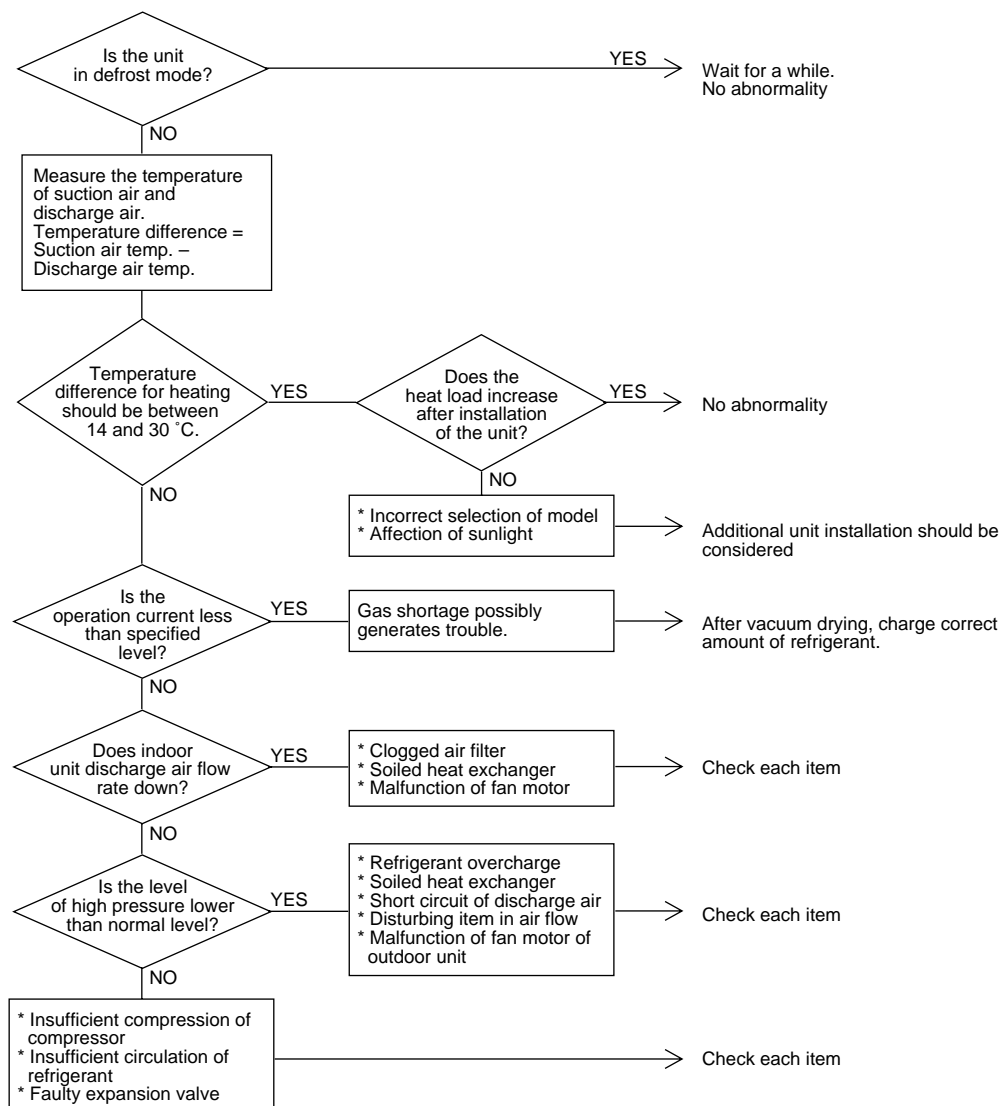 Is the unit
in defrost mode?
YES
Wait for a while.
No abnormality
NO
Measure the temperature
of suction air and
discharge air.
Temperature difference =
Suction air temp. –
Discharge air temp.
Temperature
difference for heating
should be between
14 and 30 ˚C.
YES
Does the
heat load increase
after installation
of the unit?
YES
No abnormality
NO
NO
* Incorrect selection of model
* Affection of sunlight
Additional unit installation should be
considered
Is the
operation current less
than specified
level?
YES
Gas shortage possibly
generates trouble.
After vacuum drying, charge correct
amount of refrigerant.
NO
Does indoor
unit discharge air flow
rate down?
YES
* Clogged air filter
* Soiled heat exchanger
* Malfunction of fan motor
Check each item
NO
Is the level
of high pressure lower
than normal level?
YES
* Refrigerant overcharge
* Soiled heat exchanger
* Short circuit of discharge air
* Disturbing item in air flow
* Malfunction of fan motor of
outdoor unit
Check each item
NO
* Insufficient compression of
compressor
* Insufficient circulation of
refrigerant
* Faulty expansion valve
Check each item